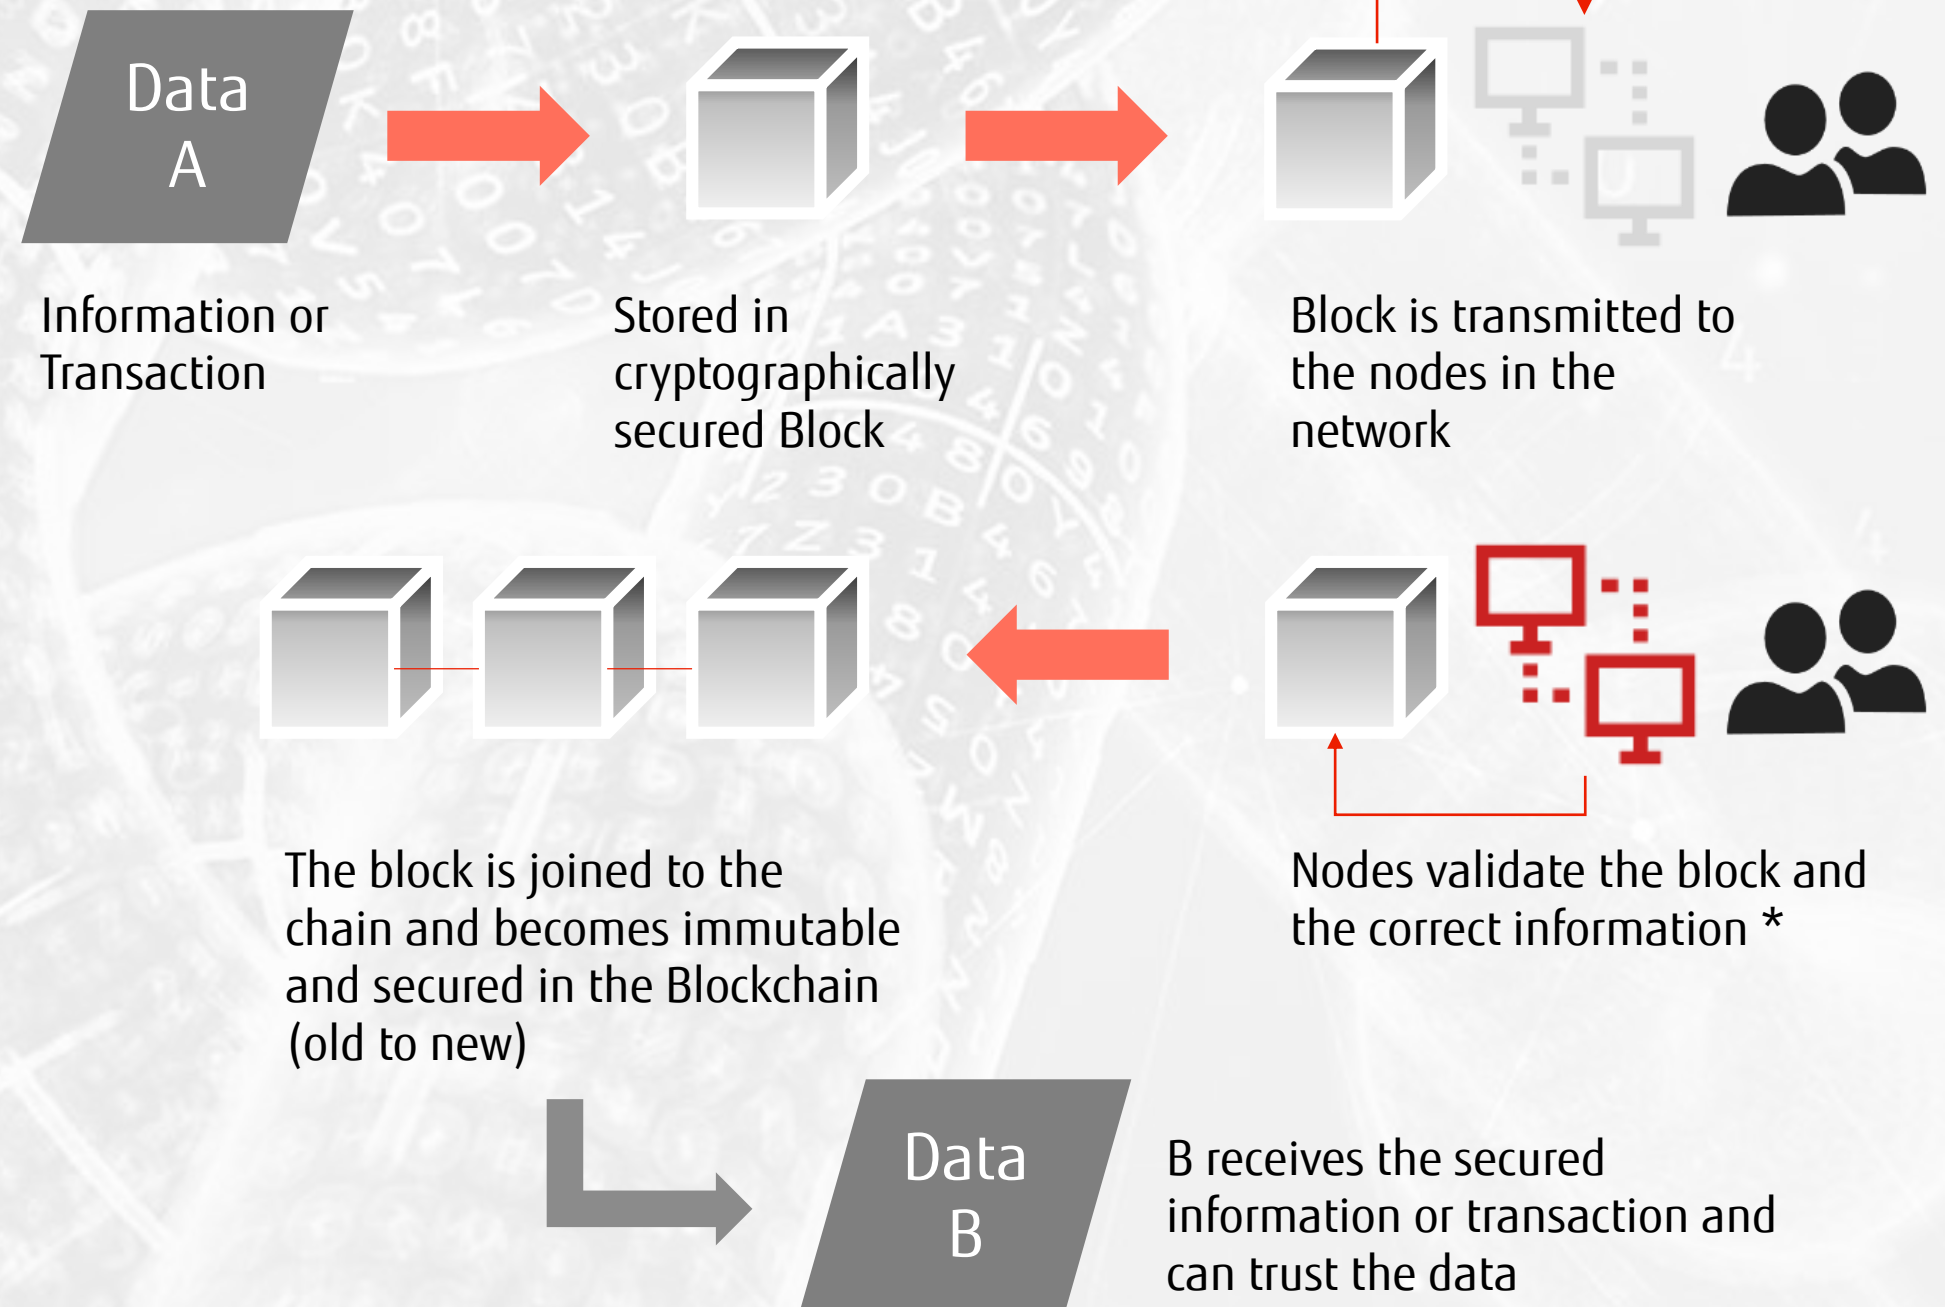 Data
A
Information or
Transaction
Stored in
cryptographically
secured Block
Block is transmitted to
the nodes in the
network
Nodes validate the block and
the correct information *
The block is joined to the
chain and becomes immutable
and secured in the Blockchain
(old to new)
Data
B
B receives the secured
information or transaction and
can trust the data